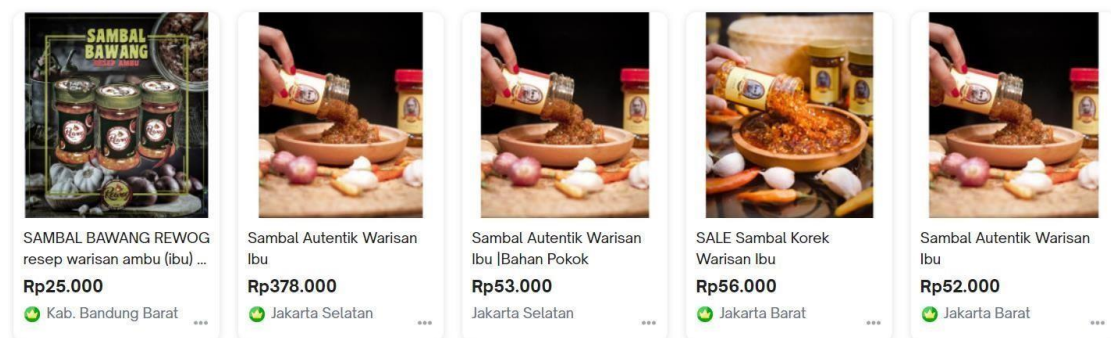 SAMBAL
BAWANG
RESEP AMBU
SAMBAL BAWANG REWOG
resep warisan ambu (ibu) ...
Rp25.000
Kab. Bandung Barat
Sambal Autentik Warisan
Ibu
Rp378.000
Jakarta Selatan
Sambal Autentik Warisan
Ibu |Bahan Pokok
Rp53.000
Jakarta Selatan
SALE Sambal Korek
Warisan Ibu
Rp56.000
Jakarta Barat
Sambal Autentik Warisan
Ibu
Rp52.000
Jakarta Barat